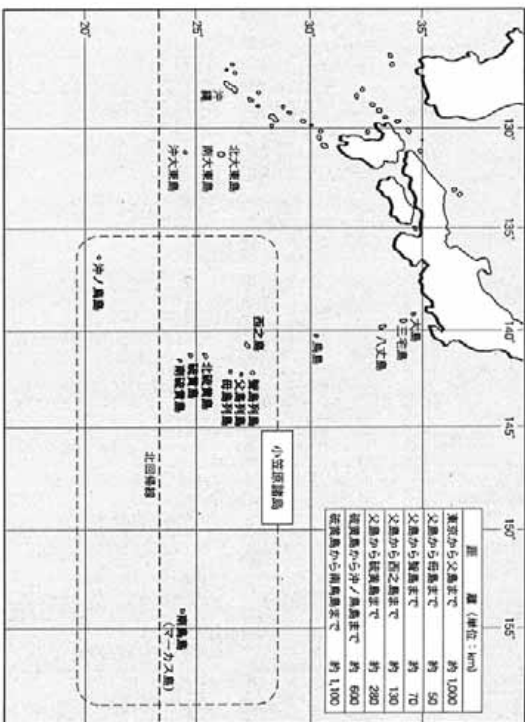 距 離 (単位:km)
東京から父島まで 約1,000
父島から母島まで 約 50
父島から聟島まで 約 70
父島から西之島まで 約 130
父島から硫黄島まで 約 280
硫黄島から沖ノ鳥島まで 約 600
硫黄島から南鳥島まで 約 1,100
35°
30°
25°
20°
130°
135°
140°
145°
150°
155°
大島
三宅島
八丈島
鳥島
小笠原諸島
聟島列島
父島列島
母島列島
西之島
北硫黄島
硫黄島
南硫黄島
沖縄
北大東島
南大東島
沖大東島
沖ノ鳥島
北回帰線
南鳥島
(マーカス島)